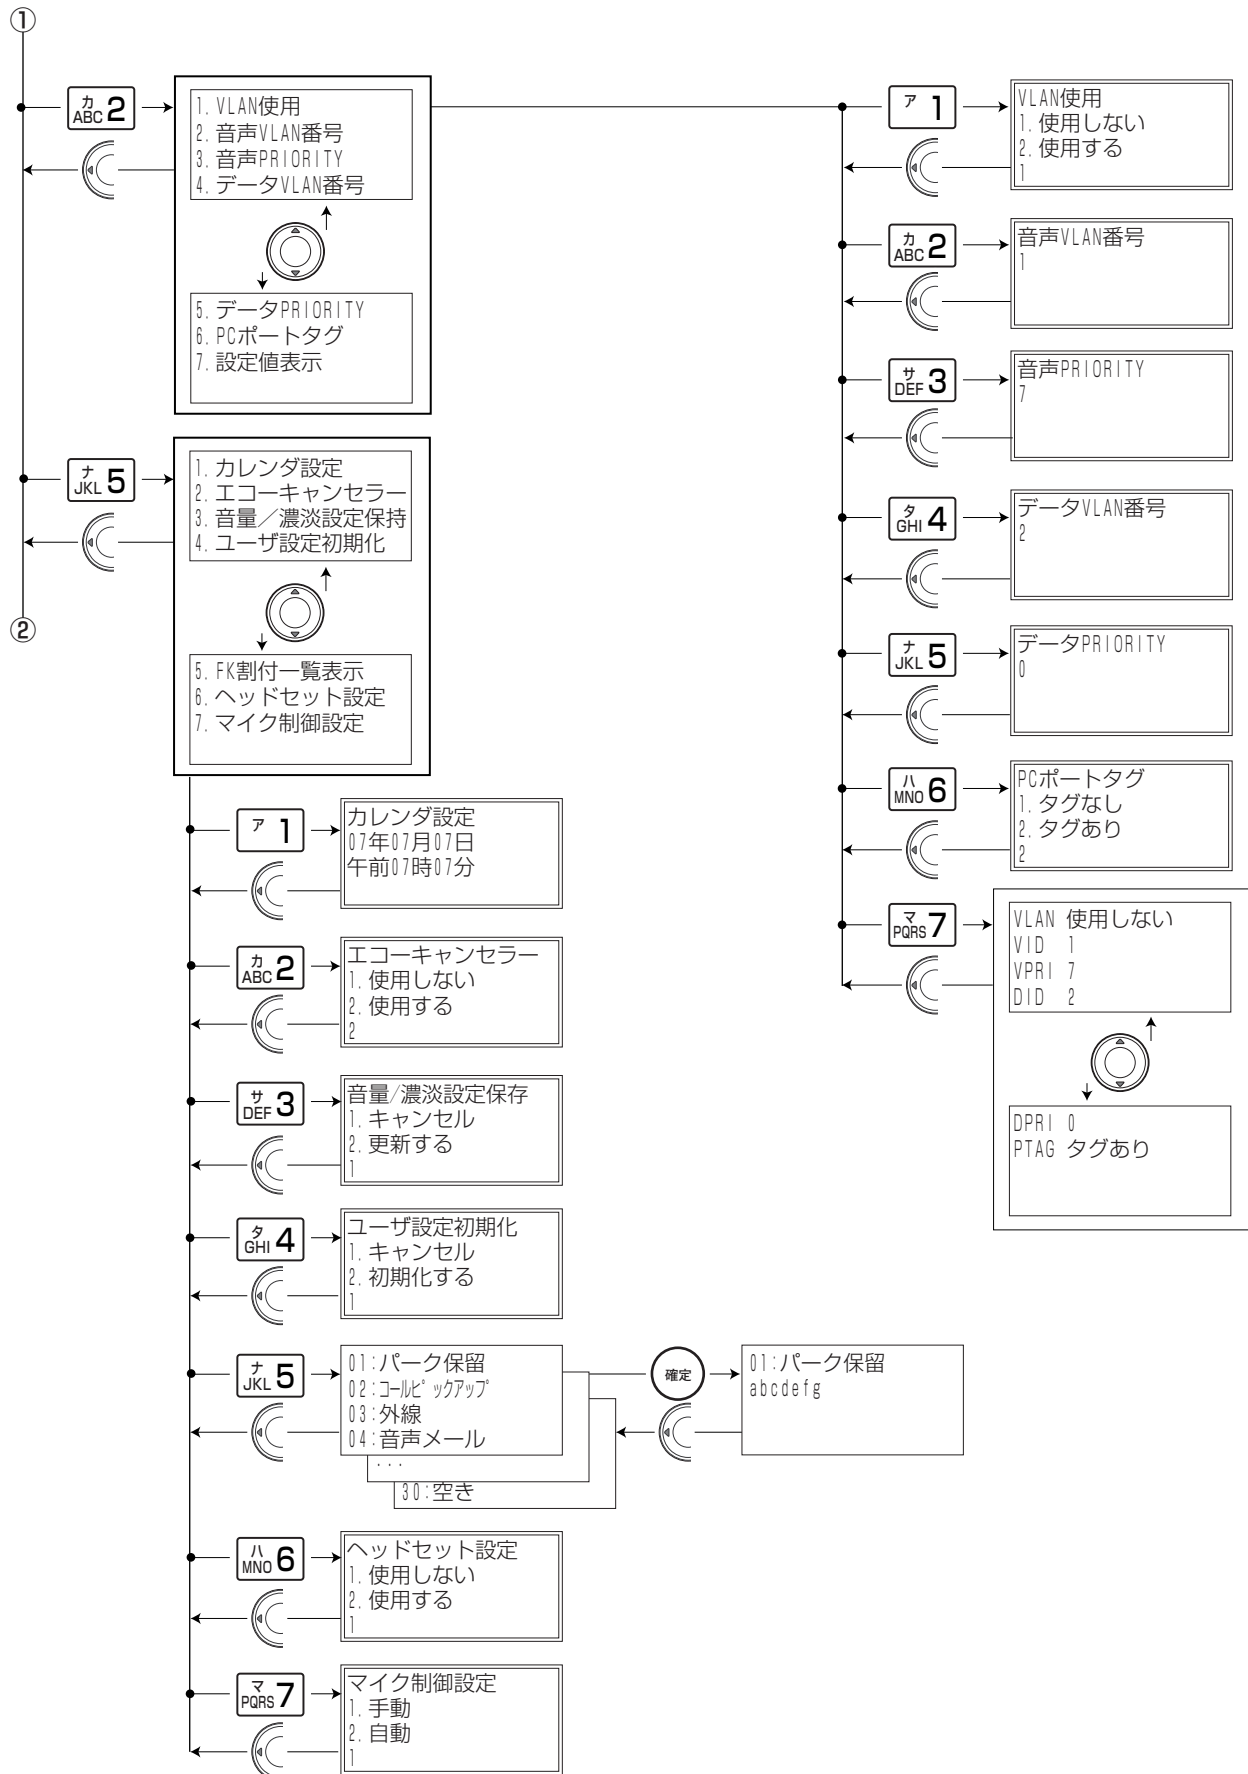 ①
カ
ABC 2
1. VLAN使用
2. 音声VLAN番号
3. 音声PRIORITY
4. データVLAN番号
5. データPRIORITY
6. PCポートタグ
7. 設定値表示
ナ
JKL 5
1. カレンダ設定
2. エコーキャンセラー
3. 音量／濃淡設定保持
4. ユーザ設定初期化
5. FK割付一覧表示
6. ヘッドセット設定
7. マイク制御設定
②
ア 1
VLAN使用
1. 使用しない
2. 使用する
1
カ
ABC 2
音声VLAN番号
1
サ
DEF 3
音声PRIORITY
7
タ
GHI 4
データVLAN番号
2
ナ
JKL 5
データPRIORITY
0
ハ
MNO 6
PCポートタグ
1. タグなし
2. タグあり
2
マ
PQRS 7
VLAN 使用しない
VID 1
VPRI 7
DID 2
DPRI 0
PTAG タグあり
ア 1
カレンダ設定
07年07月07日
午前07時07分
カ
ABC 2
エコーキャンセラー
1. 使用しない
2. 使用する
2
サ
DEF 3
音量/濃淡設定保存
1. キャンセル
2. 更新する
1
タ
GHI 4
ユーザ設定初期化
1. キャンセル
2. 初期化する
1
ナ
JKL 5
01:パーク保留
02:ｺｰﾙﾋﾟｯｸｱｯﾌﾟ
03:外線
04:音声メール
...
30:空き
確定
01:パーク保留
abcdefg
ハ
MNO 6
ヘッドセット設定
1. 使用しない
2. 使用する
1
マ
PQRS 7
マイク制御設定
1. 手動
2. 自動
1